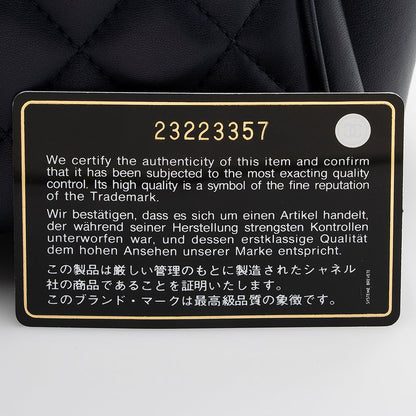 23223357
We certify the authenticity of this item and confirm
that it has been subjected to the most exacting quality
control. Its high quality is a symbol of the fine reputation
of the Trademark.
Wir bestätigen, dass es sich um einen Artikel handelt,
der während seiner Herstellung strengsten Kontrollen
unterworfen war, und dessen erstklassige Qualität
dem hohen Ansehen unserer Marke entspricht.
この製品は厳しい管理のもとに製造されたシャネル
社の商品であることを証明いたします。
このブランド・マークは最高級品質の象徴です。
SYSTEME BREVETE